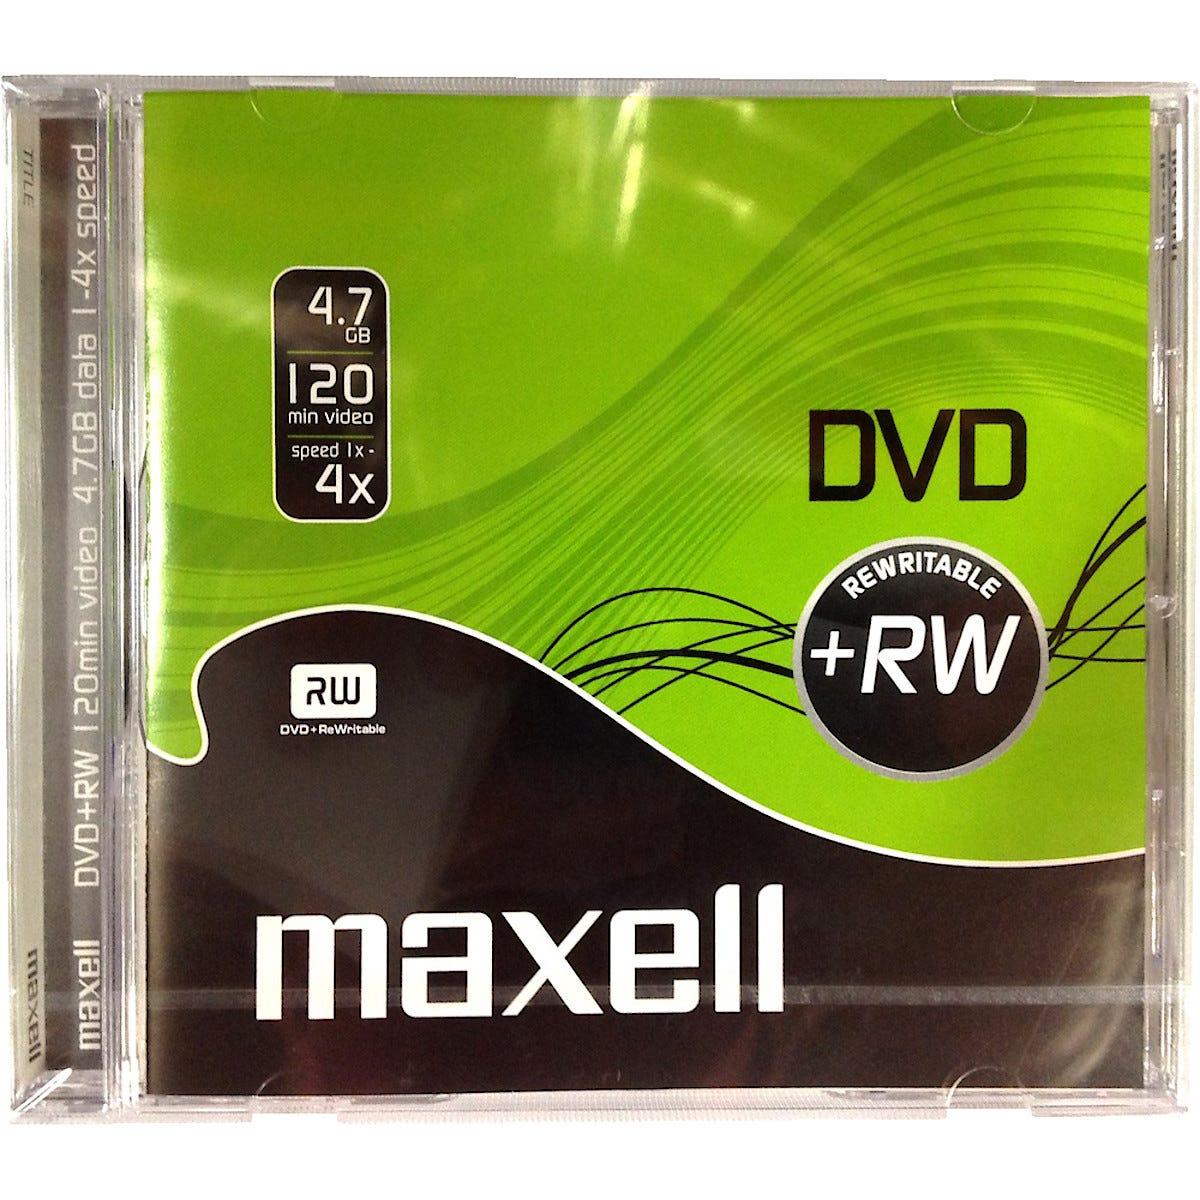 TITLE
maxell
maxell DVD+RW 120min video 4.7GB data 1-4x speed
4.7
GB
120
min video
speed 1x-
4x
DVD
REWRITABLE
+RW
RW
DVD+ReWritable
maxell